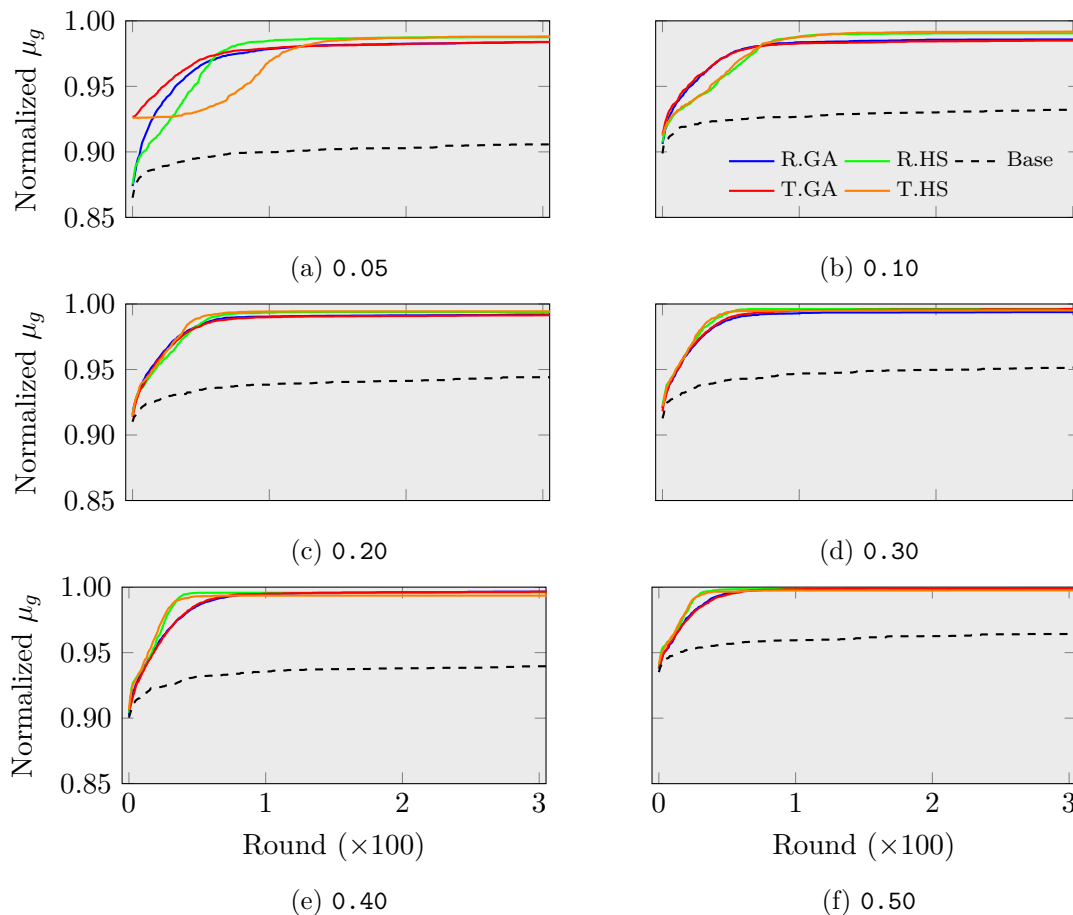 Normalized μg
1.00
0.95
0.90
0.85
(a) 0.05
R.GA R.HS Base
T.GA T.HS
(b) 0.10
Normalized μg
1.00
0.95
0.90
0.85
(c) 0.20
(d) 0.30
Normalized μg
1.00
0.95
0.90
0.85
0 1 2 3
Round (×100)
(e) 0.40
0 1 2 3
Round (×100)
(f) 0.50